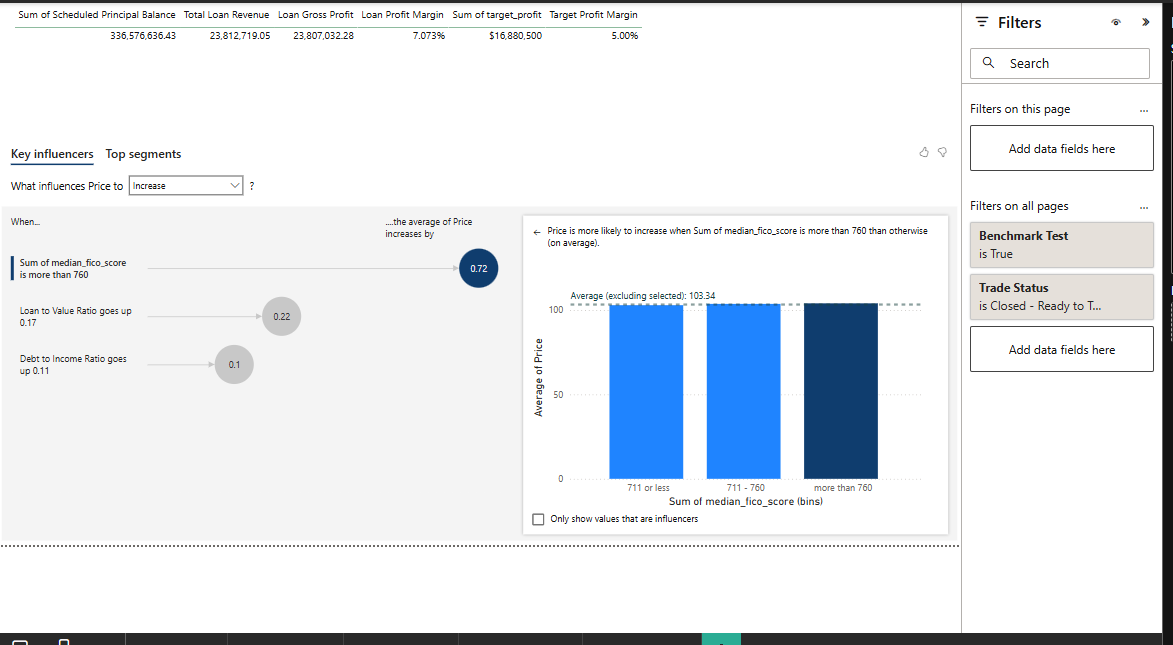 Sum of Scheduled Principal Balance Total Loan Revenue Loan Gross Profit Loan Profit Margin Sum of target_profit Target Profit Margin
336,576,636.43 23,812,719.05 23,807,032.28 7.073% $16,880,500 5.00%
Key influencers Top segments
What influences Price to Increase ?
When...
....the average of Price
increases by
Sum of median_fico_score
is more than 760
0.72
Loan to Value Ratio goes up
0.17
0.22
Debt to Income Ratio goes
up 0.11
0.1
← Price is more likely to increase when Sum of median_fico_score is more than 760 than otherwise
(on average).
Average (excluding selected): 103.34
100
50
0
Average of Price
711 or less 711 - 760 more than 760
Sum of median_fico_score (bins)
Only show values that are influencers
Filters
Search
Filters on this page ...
Add data fields here
Filters on all pages ...
Benchmark Test
is True
Trade Status
is Closed - Ready to T...
Add data fields here